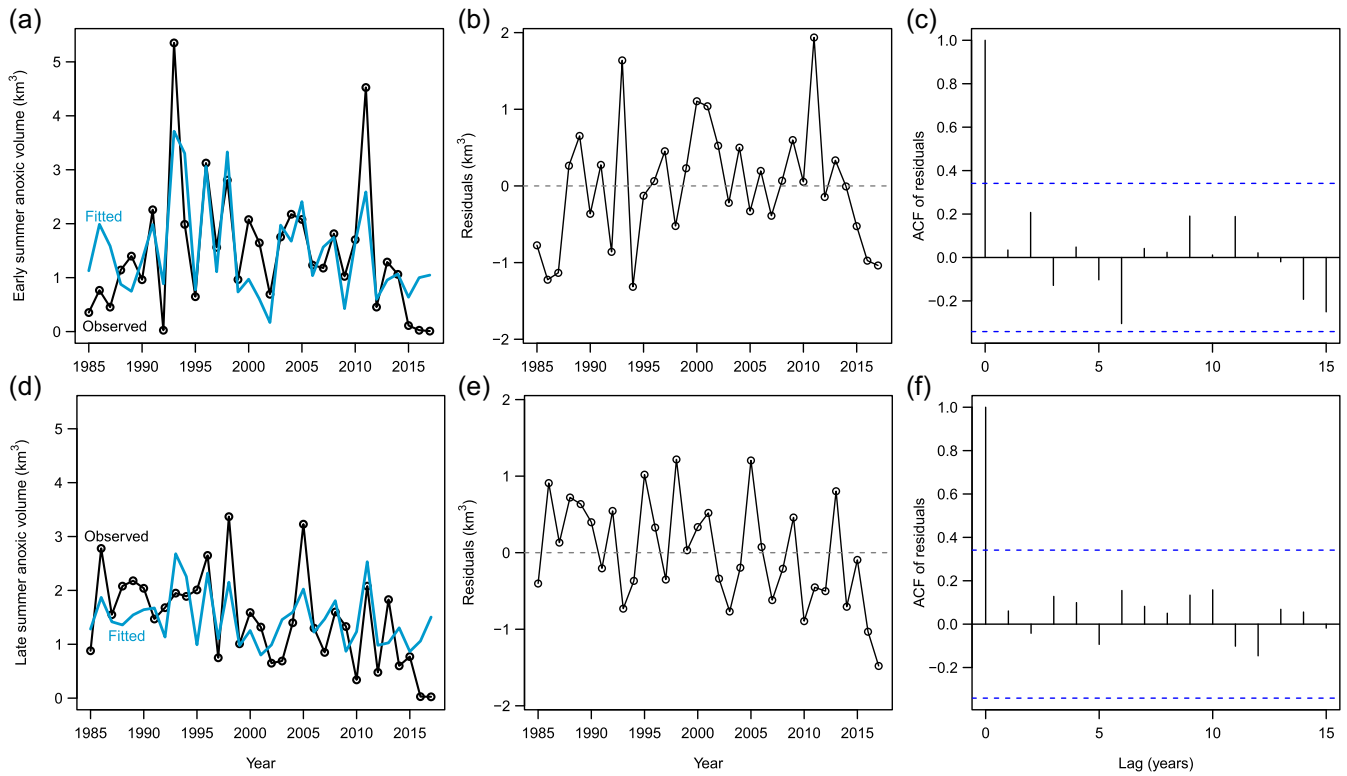 (a)
Early summer anoxic volume (km³)
5
4
3
2
1
0
Fitted
Observed
1985 1990 1995 2000 2005 2010 2015
(b)
Residuals (km³)
2
1
0
−1
−2
1985 1990 1995 2000 2005 2010 2015
(c)
ACF of residuals
1.0
0.8
0.6
0.4
0.2
0.0
−0.2
0 5 10 15
(d)
Late summer anoxic volume (km³)
5
4
3
2
1
0
Observed
Fitted
1985 1990 1995 2000 2005 2010 2015
Year
(e)
Residuals (km³)
2
1
0
−1
−2
1985 1990 1995 2000 2005 2010 2015
Year
(f)
ACF of residuals
1.0
0.8
0.6
0.4
0.2
0.0
−0.2
0 5 10 15
Lag (years)